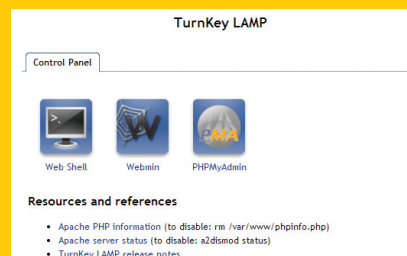 TurnKey LAMP
Control Panel
>_
PMA
Web Shell Webmin PHPMyAdmin
Resources and references
Apache PHP information (to disable: rm /var/www/phpinfo.php)
Apache server status (to disable: a2dismod status)
TurnKey LAMP release notes